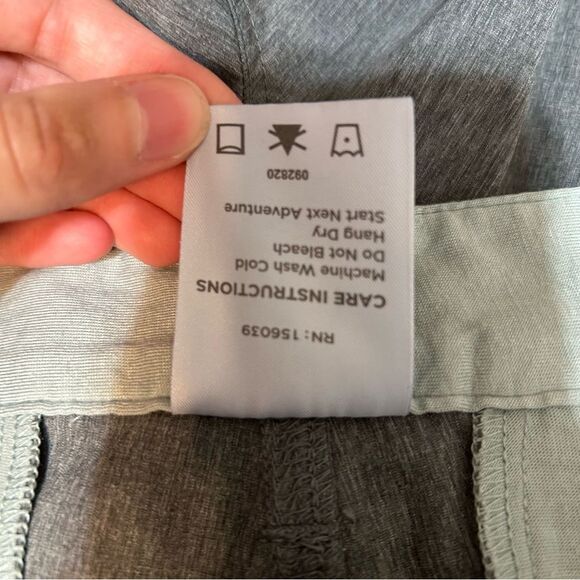 RN: 156039
CARE INSTRUCTIONS
Machine Wash Cold
Do Not Bleach
Hang Dry
Start Next Adventure
092820